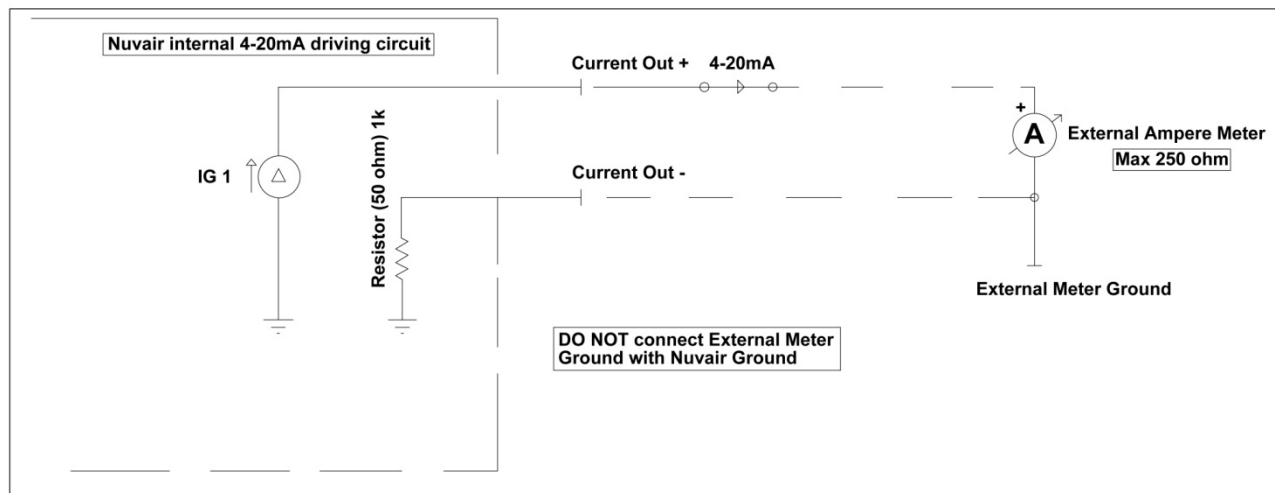 Nuvair internal 4-20mA driving circuit
Current Out +
4-20mA
+
A
External Ampere Meter
Max 250 ohm
IG 1
Resistor (50 ohm) 1k
Current Out -
External Meter Ground
DO NOT connect External Meter
Ground with Nuvair Ground